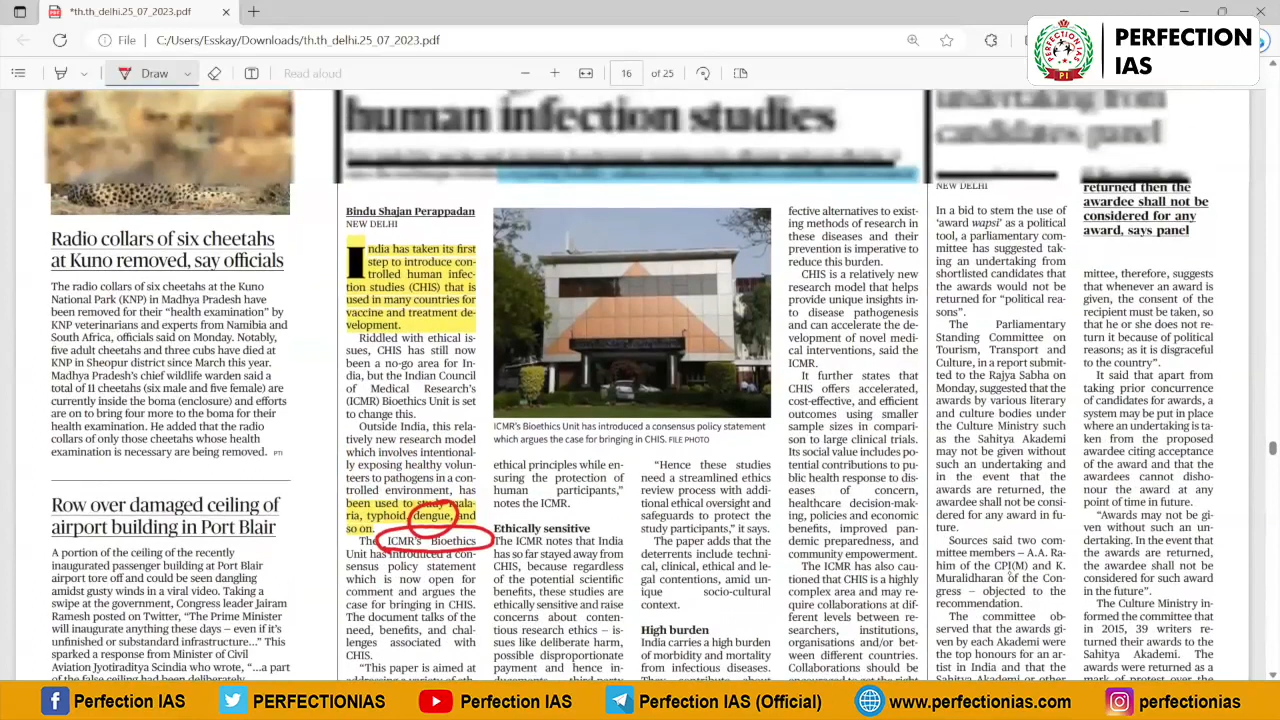 *th.th_delhi.25_07_2023.pdf
File
C:/Users/Esskay/Downloads/th.th_delhi.25_07_2023.pdf
PERFECTION
IAS
PI
Draw
Read aloud
16
of 25
human infection studies
undertaking from
candidates panel
Radio collars of six cheetahs
at Kuno removed, say officials
The radio collars of six cheetahs at the Kuno
National Park (KNP) in Madhya Pradesh have
been removed for their “health examination” by
KNP veterinarians and experts from Namibia and
South Africa, officials said on Monday. Notably,
five adult cheetahs and three cubs have died at
KNP in Sheopur district since March this year.
Madhya Pradesh's chief wildlife warden said a
total of 11 cheetahs (six male and five female) are
currently inside the boma (enclosure) and efforts
are on to bring four more to the boma for their
health examination. He added that the radio
collars of only those cheetahs whose health
examination is necessary are being removed. PTI
Row over damaged ceiling of
airport building in Port Blair
A portion of the ceiling of the recently
inaugurated passenger building at Port Blair
airport tore off and could be seen dangling
amidst gusty winds in a viral video. Taking a
swipe at the government, Congress leader Jairam
Ramesh posted on Twitter, “The Prime Minister
will inaugurate anything these days – even if it's
unfinished or substandard infrastructure...” This
sparked a response from Minister of Civil
Aviation Jyotiraditya Scindia who wrote, “...a part
of the false ceiling had been deliberately
Bindu Shajan Perappadan
NEW DELHI
India has taken its first
step to introduce con-
trolled human infec-
tion studies (CHIS) that is
used in many countries for
vaccine and treatment de-
velopment.
Riddled with ethical is-
sues, CHIS has still now
been a no-go area for In-
dia, but the Indian Council
of Medical Research's
(ICMR) Bioethics Unit is set
to change this.
Outside India, this rela-
tively new research model
which involves intentional-
ly exposing healthy volun-
teers to pathogens in a con-
trolled environment, has
been used to study mala-
ria, typhoid, dengue, and
so on.
The ICMR's Bioethics
Unit has introduced a con-
sensus policy statement
which is now open for
comment and argues the
case for bringing in CHIS.
The document talks of the
need, benefits, and chal-
lenges associated with
CHIS.
“This paper is aimed at
ICMR's Bioethics Unit has introduced a consensus policy statement
which argues the case for bringing in CHIS. FILE PHOTO
ethical principles while en-
suring the protection of
human participants,”
notes the ICMR.
Ethically sensitive
The ICMR notes that India
has so far stayed away from
CHIS, because regardless
of the potential scientific
benefits, these studies are
ethically sensitive and raise
concerns about conten-
tious research ethics – is-
sues like deliberate harm,
possible disproportionate
payment and hence in-
“Hence these studies
need a streamlined ethics
review process with addi-
tional ethical oversight and
safeguards to protect the
study participants,” it says.
The paper adds that the
deterrents include techni-
cal, clinical, ethical and le-
gal contentions, amid un-
ique socio-cultural
context.
High burden
India carries a high burden
of morbidity and mortality
from infectious diseases.
They contribute about
fective alternatives to exist-
ing methods of research in
these diseases and their
prevention is imperative to
reduce this burden.
CHIS is a relatively new
research model that helps
provide unique insights in-
to disease pathogenesis
and can accelerate the de-
velopment of novel med-
ical interventions, said the
ICMR.
It further states that
CHIS offers accelerated,
cost-effective, and efficient
outcomes using smaller
sample sizes in compari-
son to large clinical trials.
Its social value includes po-
tential contributions to pu-
blic health response to dis-
eases of concern,
healthcare decision-mak-
ing, policies and economic
benefits, improved pan-
demic preparedness, and
community empowerment.
The ICMR has also cau-
tioned that CHIS is a highly
complex area and may re-
quire collaborations at dif-
ferent levels between re-
searchers, institutions,
organisations and/or bet-
ween different countries.
Collaborations should be
NEW DELHI
In a bid to stem the use of
‘award wapsi’ as a political
tool, a parliamentary com-
mittee has suggested tak-
ing an undertaking from
shortlisted candidates that
the awards would not be
returned for “political rea-
sons”.
The Parliamentary
Standing Committee on
Tourism, Transport and
Culture, in a report submit-
ted to the Rajya Sabha on
Monday, suggested that the
awards by various literary
and culture bodies under
the Culture Ministry such
as the Sahitya Akademi
may not be given without
such an undertaking and
in the event that the
awards are returned, the
awardee shall not be con-
sidered for any award in fu-
ture.
Sources said two com-
mittee members – A.A. Ra-
him of the CPI(M) and K.
Muralidharan of the Con-
gress – objected to the
recommendation.
The committee ob-
served that the awards giv-
en by each Akademi were
the top honours for an ar-
tist in India and that the
Sahitya Akademi or other
returned then the
awardee shall not be
considered for any
award, says panel
mittee, therefore, suggests
that whenever an award is
given, the consent of the
recipient must be taken, so
that he or she does not re-
turn it because of political
reasons; as it is disgraceful
to the country”.
It said that apart from
taking prior concurrence
of candidates for awards, a
system may be put in place
where an undertaking is ta-
ken from the proposed
awardee citing acceptance
of the award and that the
awardees cannot disho-
nour the award at any
point of time in future.
“Awards may not be gi-
ven without such an un-
dertaking. In the event that
the awards are returned,
the awardee shall not be
considered for such award
in the future”.
The Culture Ministry in-
formed the committee that
in 2015, 39 writers re-
turned their awards to the
Sahitya Akademi. The
awards were returned as a
mark of protest over the
Perfection IAS
PERFECTIONIAS
Perfection IAS
Perfection IAS (Official)
www.perfectionias.com
perfectionias